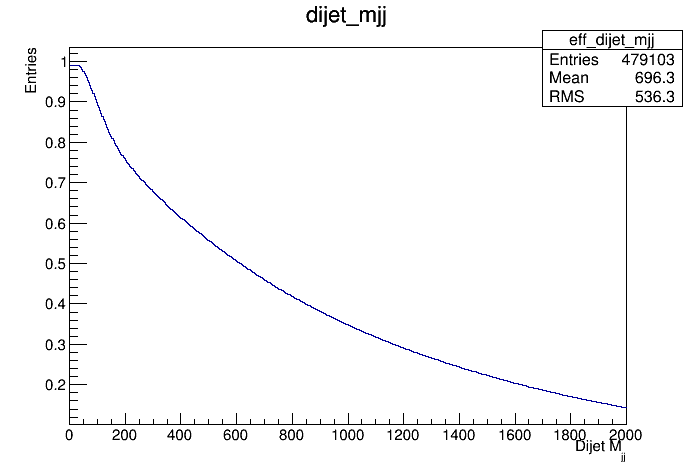 dijet_mjj
eff_dijet_mjj
Entries 479103
Mean 696.3
RMS 536.3
Entries
1
0.9
0.8
0.7
0.6
0.5
0.4
0.3
0.2
0 200 400 600 800 1000 1200 1400 1600 1800 2000
Dijet M_jj